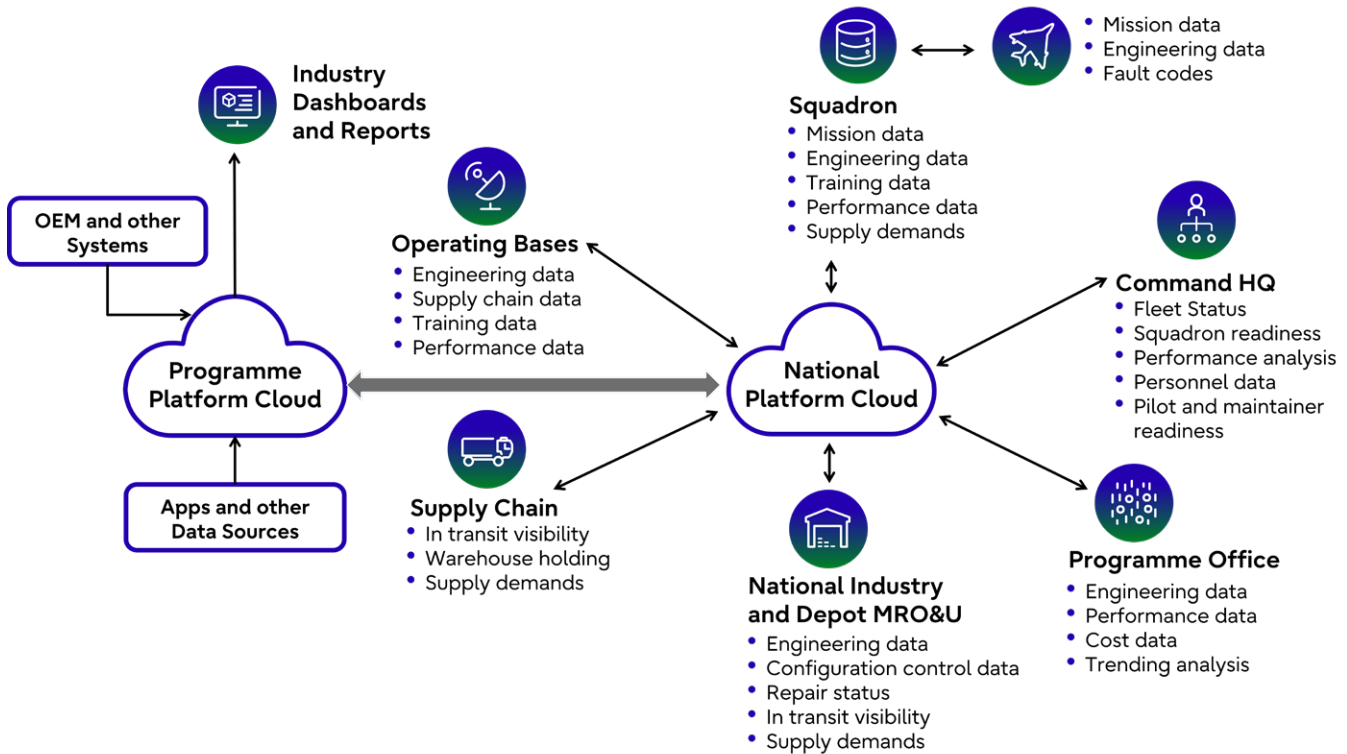 Industry
Dashboards
and Reports
OEM and other
Systems
Programme
Platform Cloud
Apps and other
Data Sources
Operating Bases
• Engineering data
• Supply chain data
• Training data
• Performance data
Supply Chain
• In transit visibility
• Warehouse holding
• Supply demands
Squadron
• Mission data
• Engineering data
• Training data
• Performance data
• Supply demands
• Mission data
• Engineering data
• Fault codes
National
Platform Cloud
Command HQ
• Fleet Status
• Squadron readiness
• Performance analysis
• Personnel data
• Pilot and maintainer
readiness
National Industry
and Depot MRO&U
• Engineering data
• Configuration control data
• Repair status
• In transit visibility
• Supply demands
Programme Office
• Engineering data
• Performance data
• Cost data
• Trending analysis